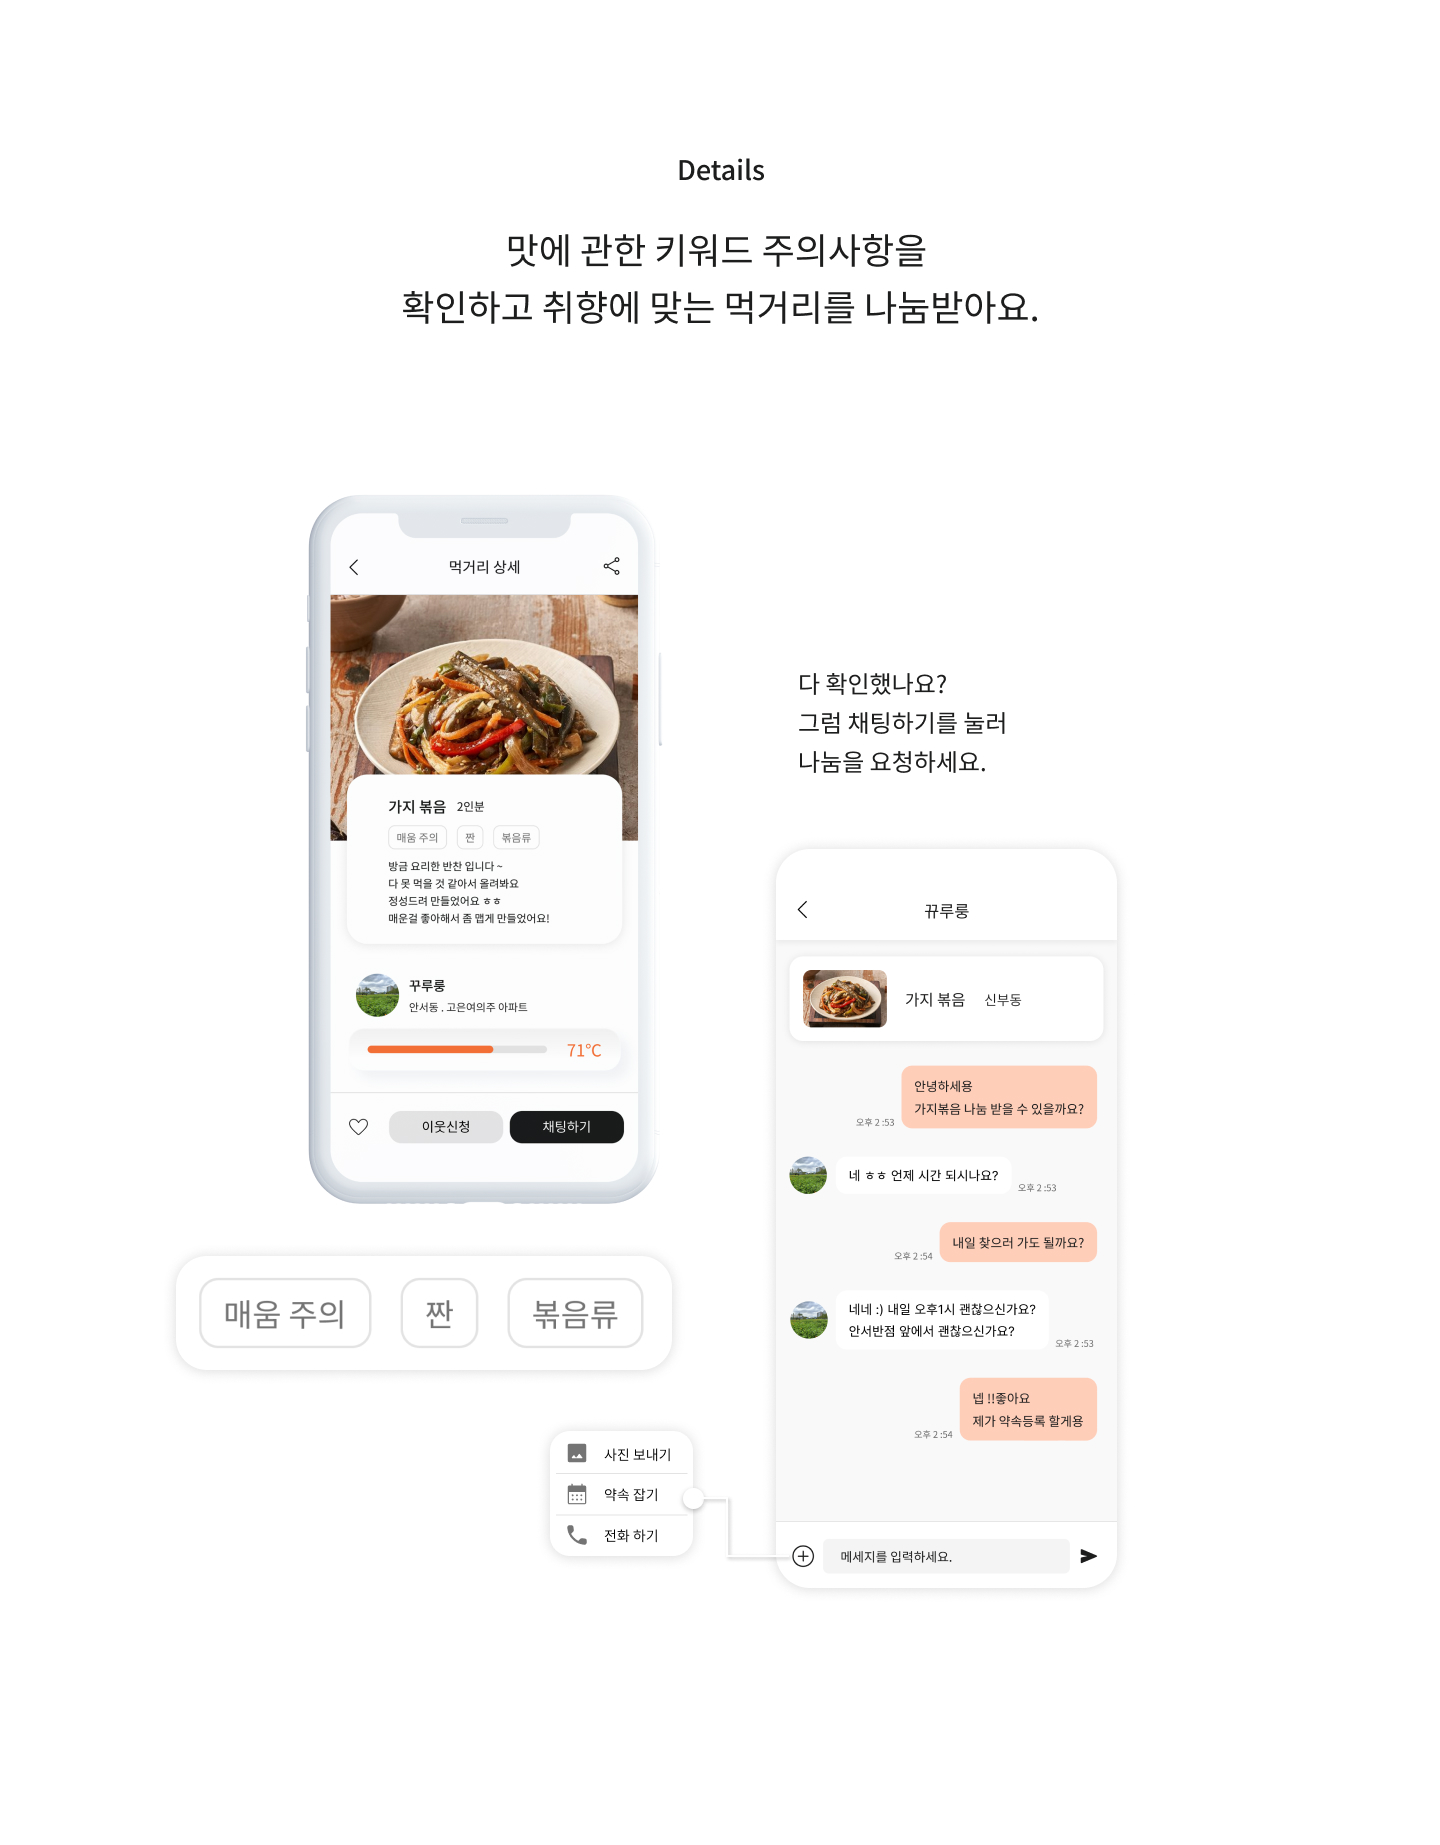 Details
맛에 관한 키워드 주의사항을
확인하고 취향에 맞는 먹거리를 나눔받아요.
먹거리 상세
가지 볶음 2인분
매움 주의 짠 볶음류
방금 요리한 반찬 입니다 ~
다 못 먹을 것 같아서 올려봐요
정성드려 만들었어요 ㅎㅎ
매운걸 좋아해서 좀 맵게 만들었어요!
꾸루룽
안서동 . 고은여의주 아파트
71°C
이웃신청 채팅하기
매움 주의 짠 볶음류
다 확인했나요?
그럼 채팅하기를 눌러
나눔을 요청하세요.
뀨루룽
가지 볶음 신부동
안녕하세용
가지볶음 나눔 받을 수 있을까요?
오후 2 :53
네 ㅎㅎ 언제 시간 되시나요?
오후 2 :53
내일 찾으러 가도 될까요?
오후 2 :54
네네 :) 내일 오후1시 괜찮으신가요?
안서반점 앞에서 괜찮으신가요?
오후 2 :53
넵 !!좋아요
제가 약속등록 할게용
오후 2 :54
사진 보내기
약속 잡기
전화 하기
메세지를 입력하세요.